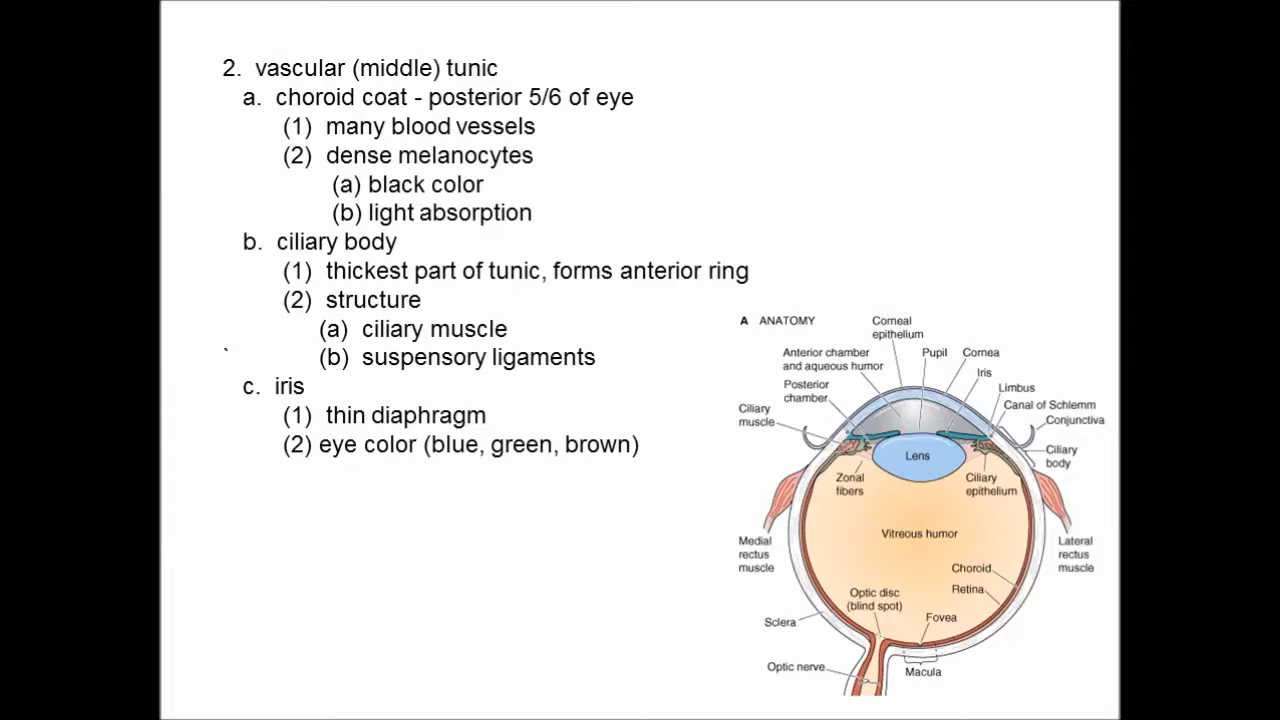 2. vascular (middle) tunic
a. choroid coat - posterior 5/6 of eye
(1) many blood vessels
(2) dense melanocytes
(a) black color
(b) light absorption
b. ciliary body
(1) thickest part of tunic, forms anterior ring
(2) structure
(a) ciliary muscle
`
(b) suspensory ligaments
c. iris
(1) thin diaphragm
(2) eye color (blue, green, brown)
A ANATOMY
Corneal
epithelium
Anterior chamber
and aqueous humor
Pupil
Cornea
Iris
Posterior
chamber
Limbus
Canal of Schlemm
Ciliary
muscle
Conjunctiva
Lens
Ciliary
body
Zonal
fibers
Ciliary
epithelium
Vitreous humor
Medial
rectus
muscle
Lateral
rectus
muscle
Choroid
Retina
Optic disc
(blind spot)
Fovea
Sclera
Optic nerve
Macula